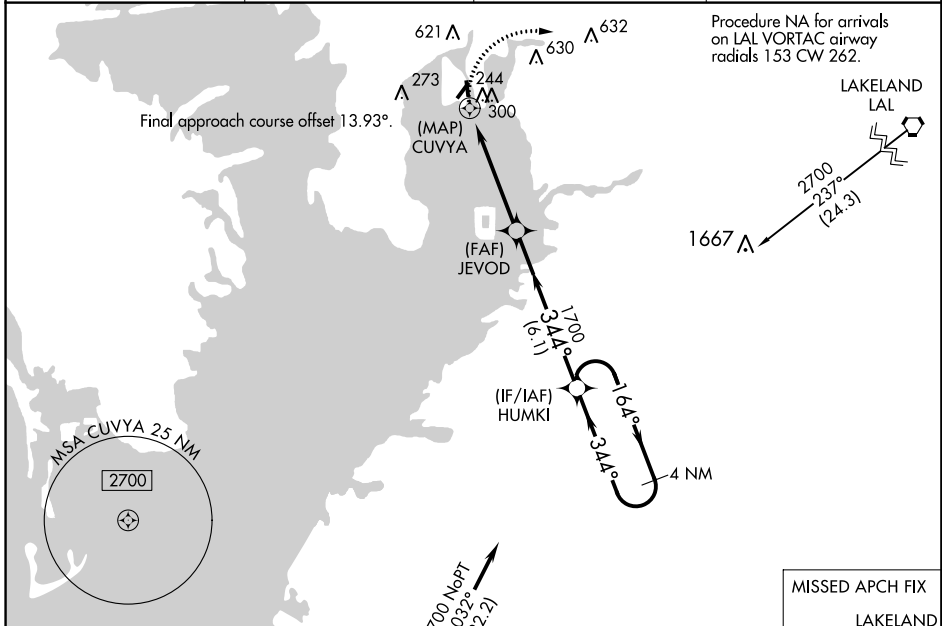 621
630
632
273
244
300
Final approach course offset 13.93°.
(MAP)
CUVYA
Procedure NA for arrivals
on LAL VORTAC airway
radials 153 CW 262.
LAKELAND
LAL
2700
237°
(24.3)
1667
(FAF)
JEVOD
1700
344°
(6.1)
(IF/IAF)
HUMKI
164°
344°
4 NM
MSA CUVYA 25 NM
2700
NoPT
032°
MISSED APCH FIX
LAKELAND